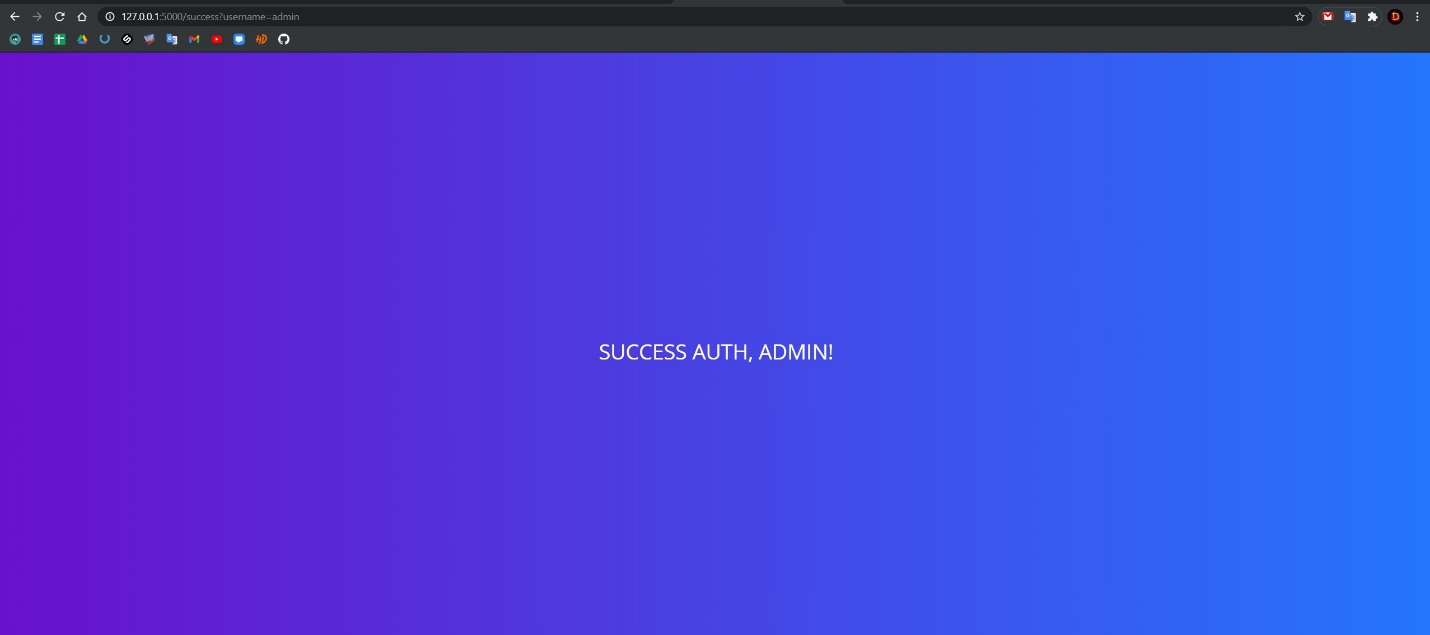 127.0.0.1:5000/success?username=admin
D
SUCCESS AUTH, ADMIN!